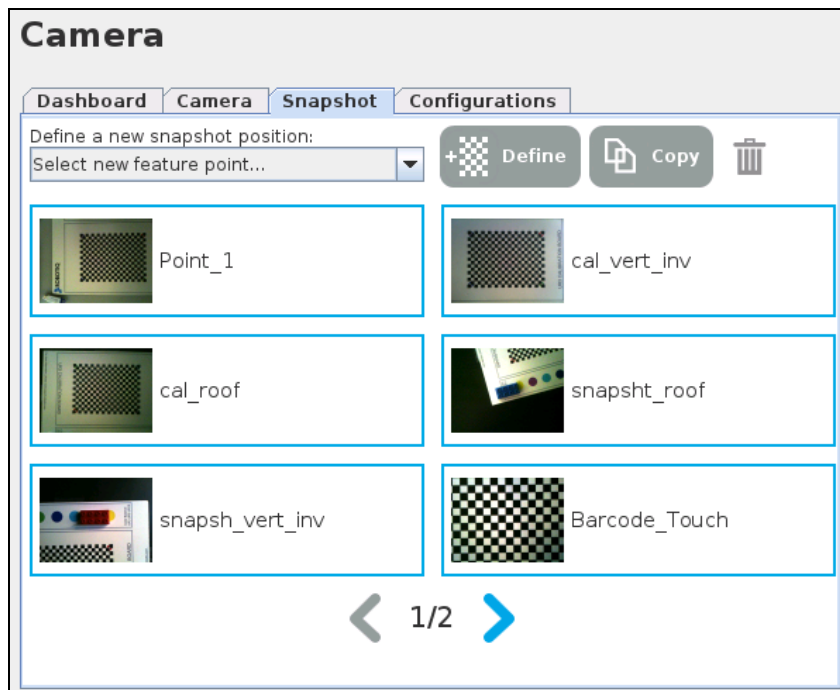 Camera
Dashboard Camera Snapshot Configurations
Define a new snapshot position:
Select new feature point...
+ Define Copy
Point_1 cal_vert_inv
cal_roof snapsht_roof
snapsh_vert_inv Barcode_Touch
1/2